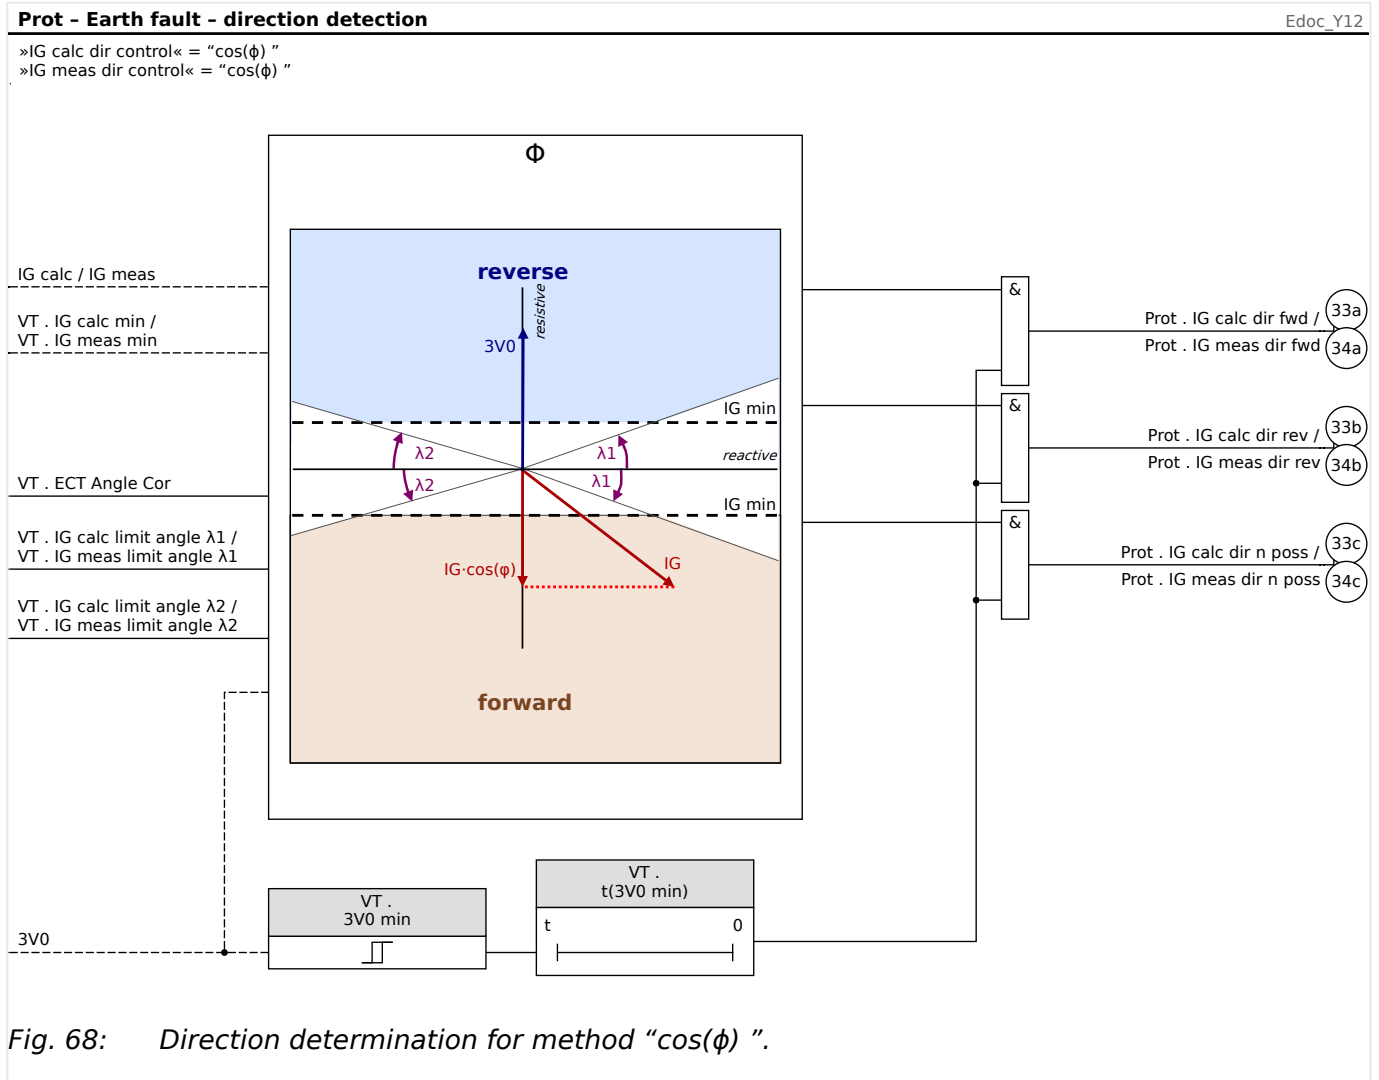 Prot – Earth fault – direction detection
Edoc_Y12
»IG calc dir control« = “cos(ϕ) ”
»IG meas dir control« = “cos(ϕ) ”
Φ
reverse
resistive
3V0
IG calc / IG meas
VT . IG calc min /
VT . IG meas min
IG min
λ2
λ1
reactive
λ2
λ1
IG min
VT . ECT Angle Cor
VT . IG calc limit angle λ1 /
VT . IG meas limit angle λ1
IG·cos(φ)
IG
VT . IG calc limit angle λ2 /
VT . IG meas limit angle λ2
forward
&
Prot . IG calc dir fwd /
33a
Prot . IG meas dir fwd
34a
&
Prot . IG calc dir rev /
33b
Prot . IG meas dir rev
34b
&
Prot . IG calc dir n poss /
33c
Prot . IG meas dir n poss
34c
VT .
3V0 min
VT .
t(3V0 min)
t
0
3V0
Fig. 68: Direction determination for method “cos(ϕ) ”.